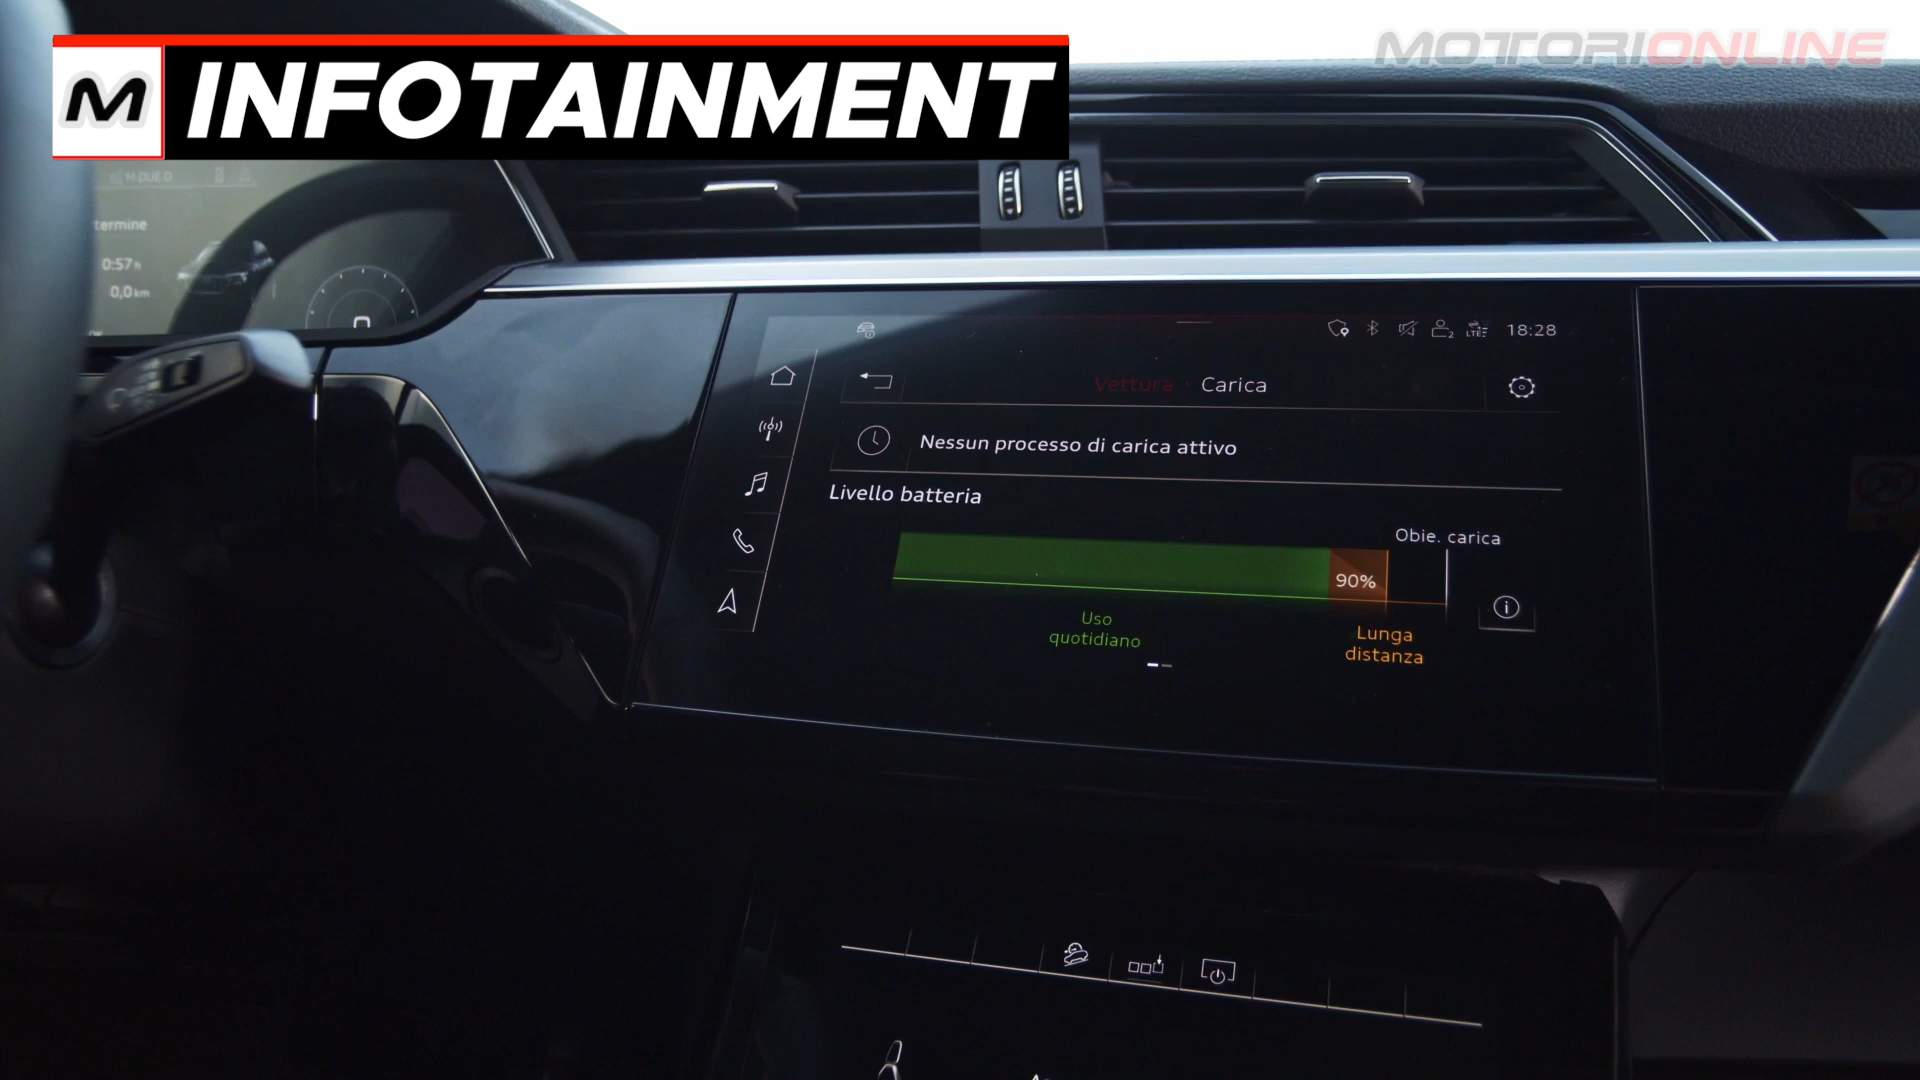 MOTORIONLINE
M INFOTAINMENT
termine
0:57 h
0,0 km
LTE
18:28
Vettura • Carica
Nessun processo di carica attivo
Livello batteria
Obie. carica
90%
Uso
quotidiano
Lunga
distanza